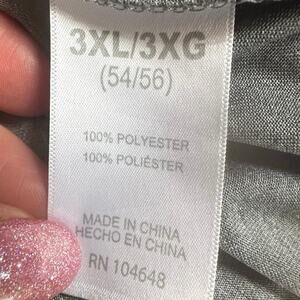 3XL/3XG
(54/56)
100% POLYESTER
100% POLIÉSTER
MADE IN CHINA
HECHO EN CHINA
RN 104648